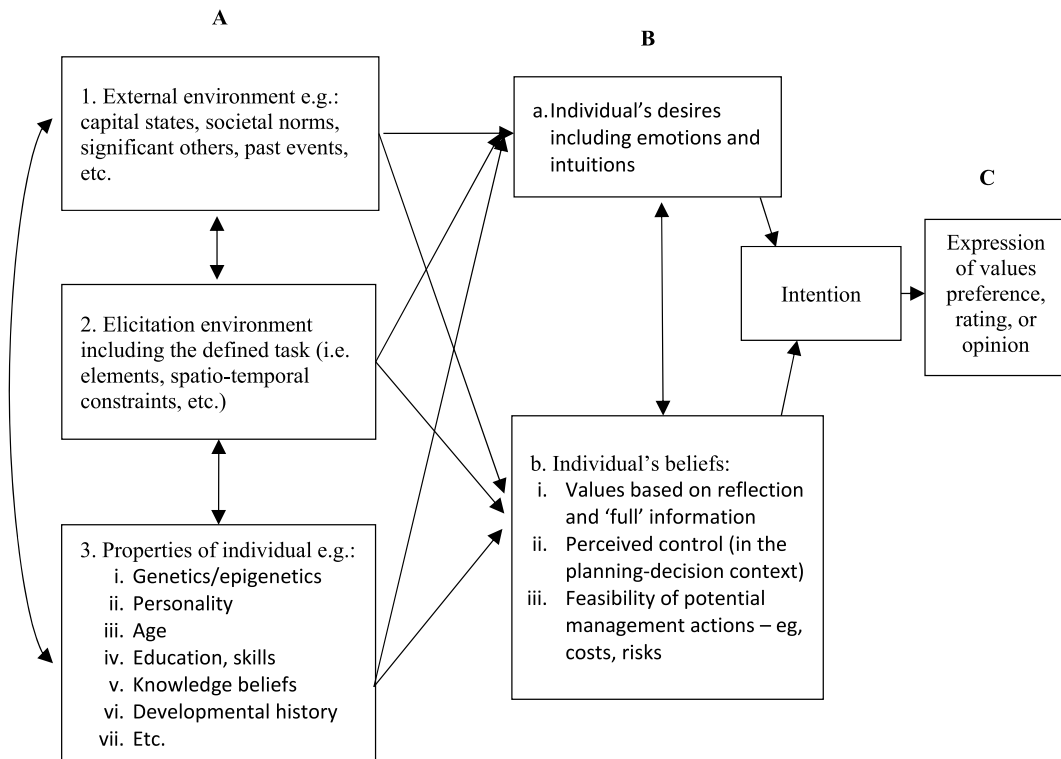 A
1. External environment e.g.:
capital states, societal norms,
significant others, past events,
etc.
2. Elicitation environment
including the defined task (i.e.
elements, spatio-temporal
constraints, etc.)
3. Properties of individual e.g.:
i. Genetics/epigenetics
ii. Personality
iii. Age
iv. Education, skills
v. Knowledge beliefs
vi. Developmental history
vii. Etc.
B
a. Individual’s desires
including emotions and
intuitions
b. Individual’s beliefs:
i. Values based on reflection
and ‘full’ information
ii. Perceived control (in the
planning-decision context)
iii. Feasibility of potential
management actions – eg,
costs, risks
Intention
C
Expression
of values
preference,
rating, or
opinion